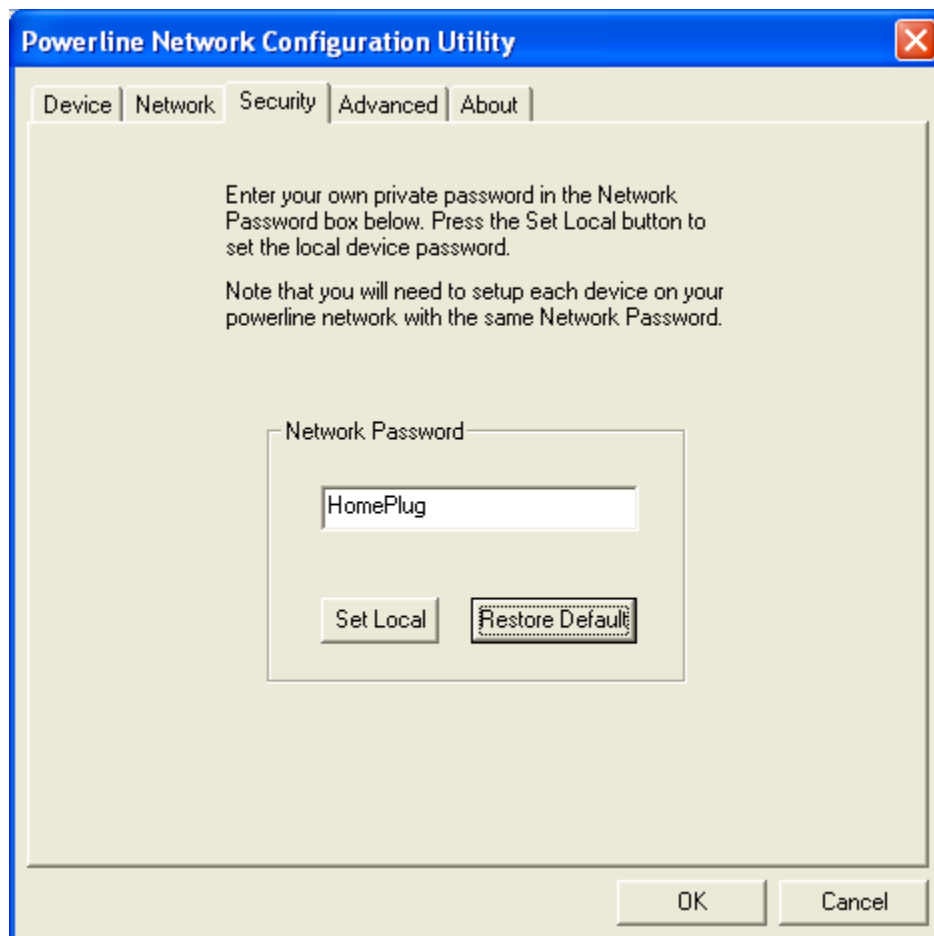 Powerline Network Configuration Utility
Device Network Security Advanced About
Enter your own private password in the Network
Password box below. Press the Set Local button to
set the local device password.
Note that you will need to setup each device on your
powerline network with the same Network Password.
Network Password
HomePlug
Set Local Restore Default
OK Cancel